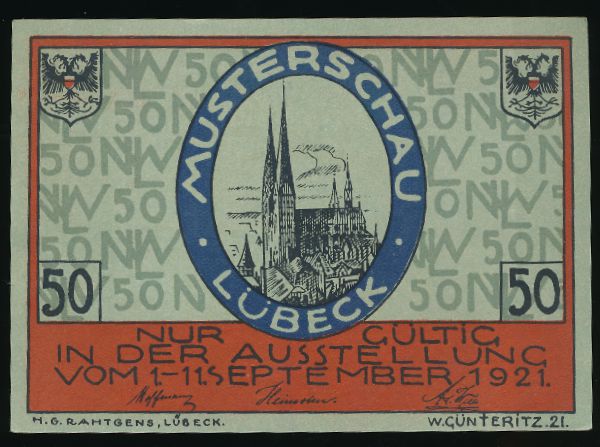 MUSTERSCHAU
· LÜBECK ·
50 50
NUR GÜLTIG
IN DER AUSSTELLUNG
VOM 1.-11. SEPTEMBER 1921.
H.G. RAHTGENS, LÜBECK. W. GÜNTERITZ. 21.